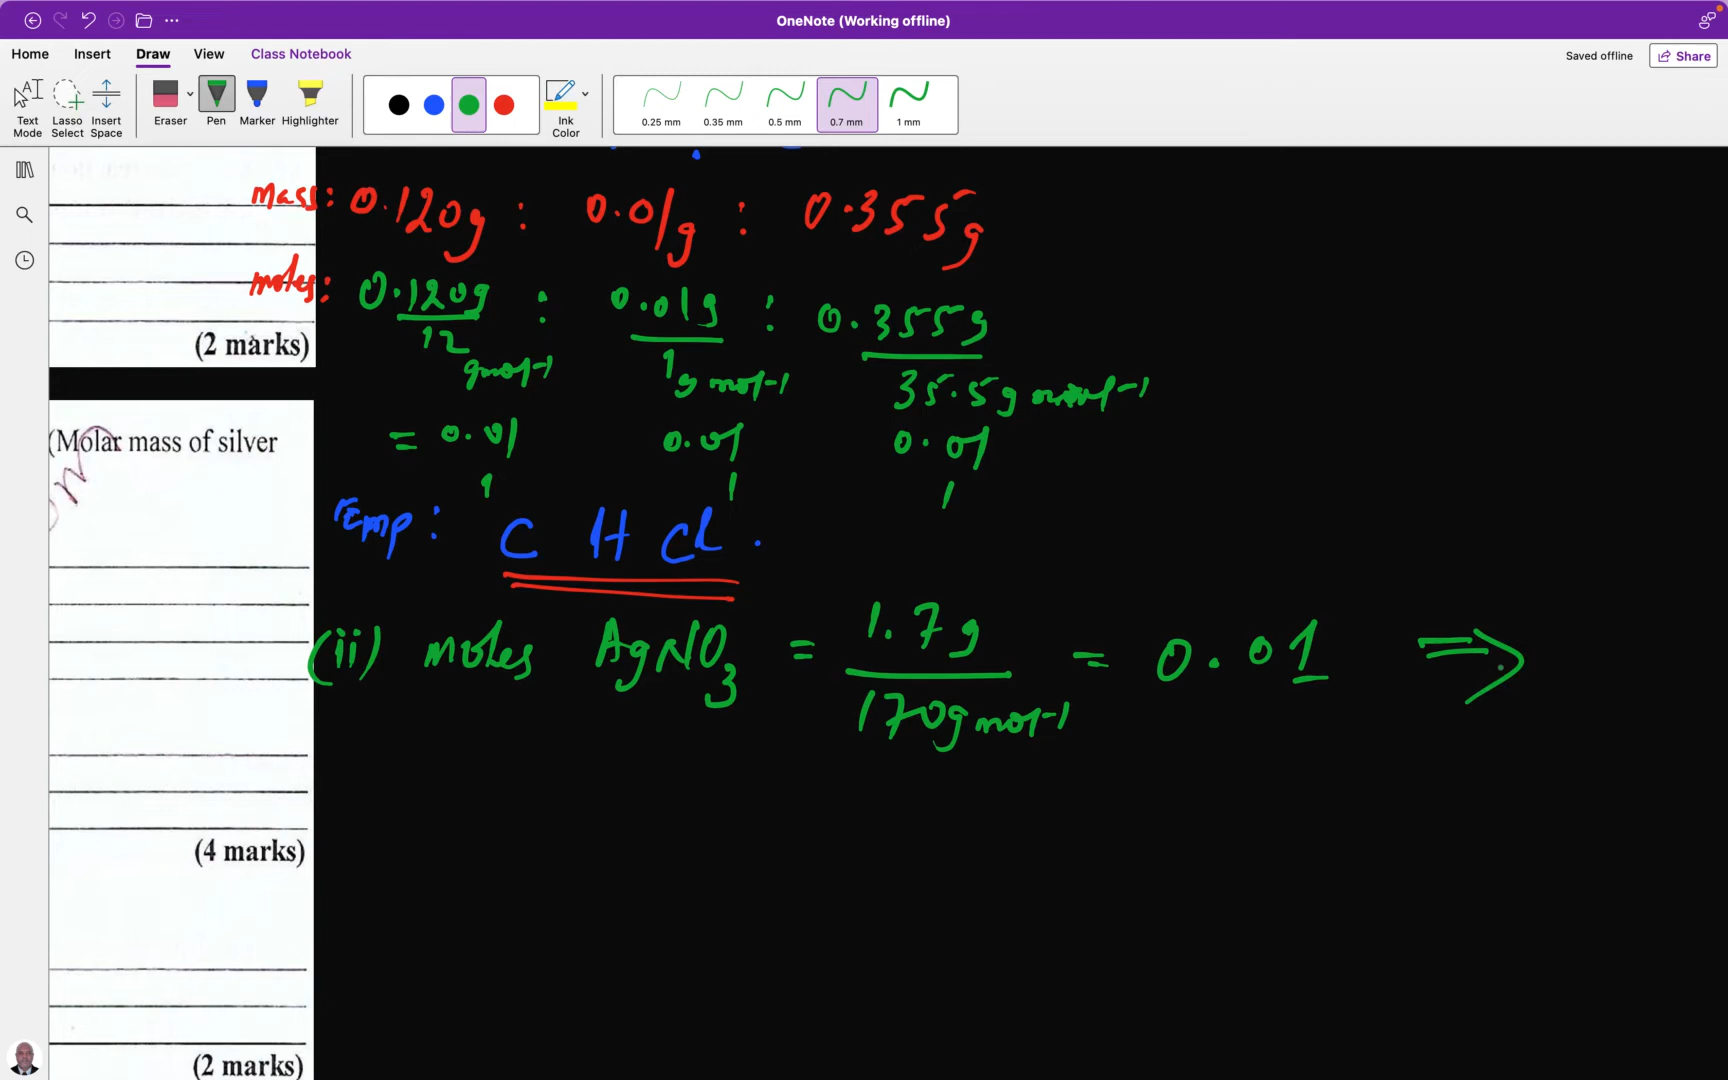 OneNote (Working offline)
Home Insert Draw View Class Notebook
Saved offline Share
Text Mode Lasso Select Insert Space Eraser Pen Marker Highlighter Ink Color 0.25 mm 0.35 mm 0.5 mm 0.7 mm 1 mm
mass: 0.120g : 0.01g : 0.355g
moles: 0.120g : 0.01g : 0.355g
12 gmol-1 1g mol-1 35.5g mol-1
= 0.01 0.01 0.01
1 1 1
Emp: C H Cl .
(ii) moles AgNO3 = 1.7g / 170g mol-1 = 0.01 ⇒
(2 marks)
(Molar mass of silver
(4 marks)
(2 marks)